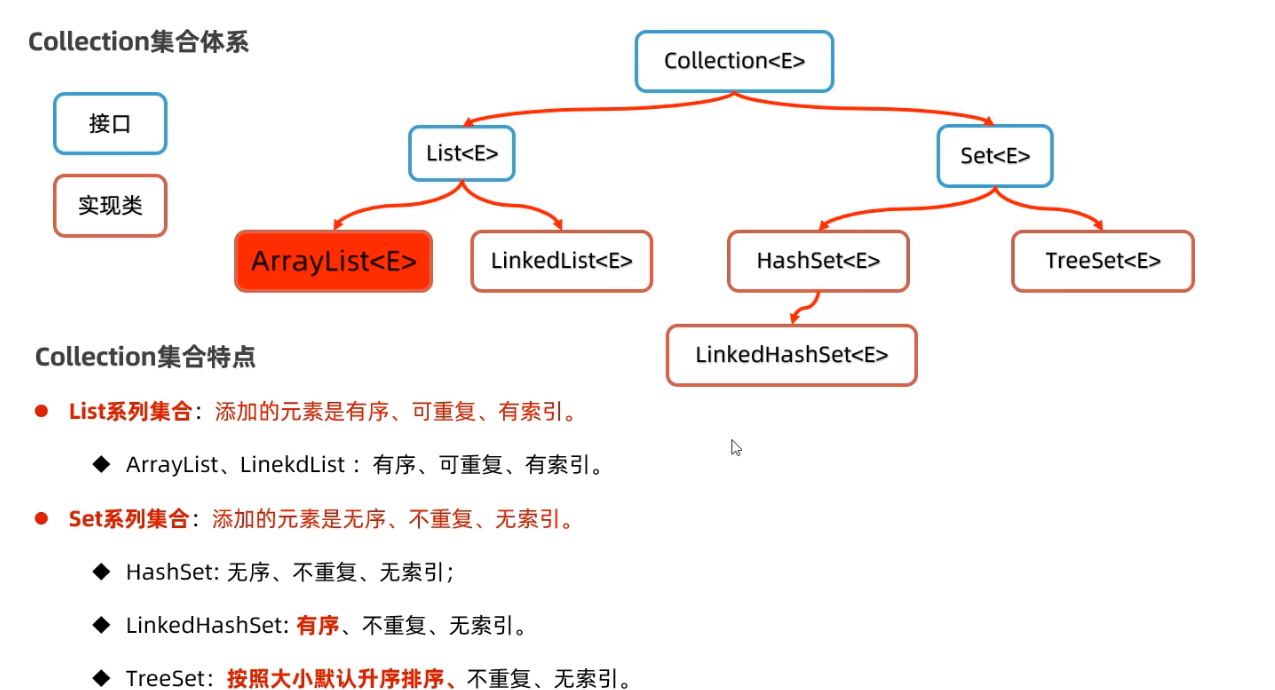 Collection集合体系
Collection<E>
接口
List<E>
Set<E>
实现类
ArrayList<E>
LinkedList<E>
HashSet<E>
TreeSet<E>
LinkedHashSet<E>
Collection集合特点
List系列集合：添加的元素是有序、可重复、有索引。
ArrayList、LinekdList ：有序、可重复、有索引。
Set系列集合：添加的元素是无序、不重复、无索引。
HashSet: 无序、不重复、无索引；
LinkedHashSet: 有序、不重复、无索引。
TreeSet：按照大小默认升序排序、不重复、无索引。